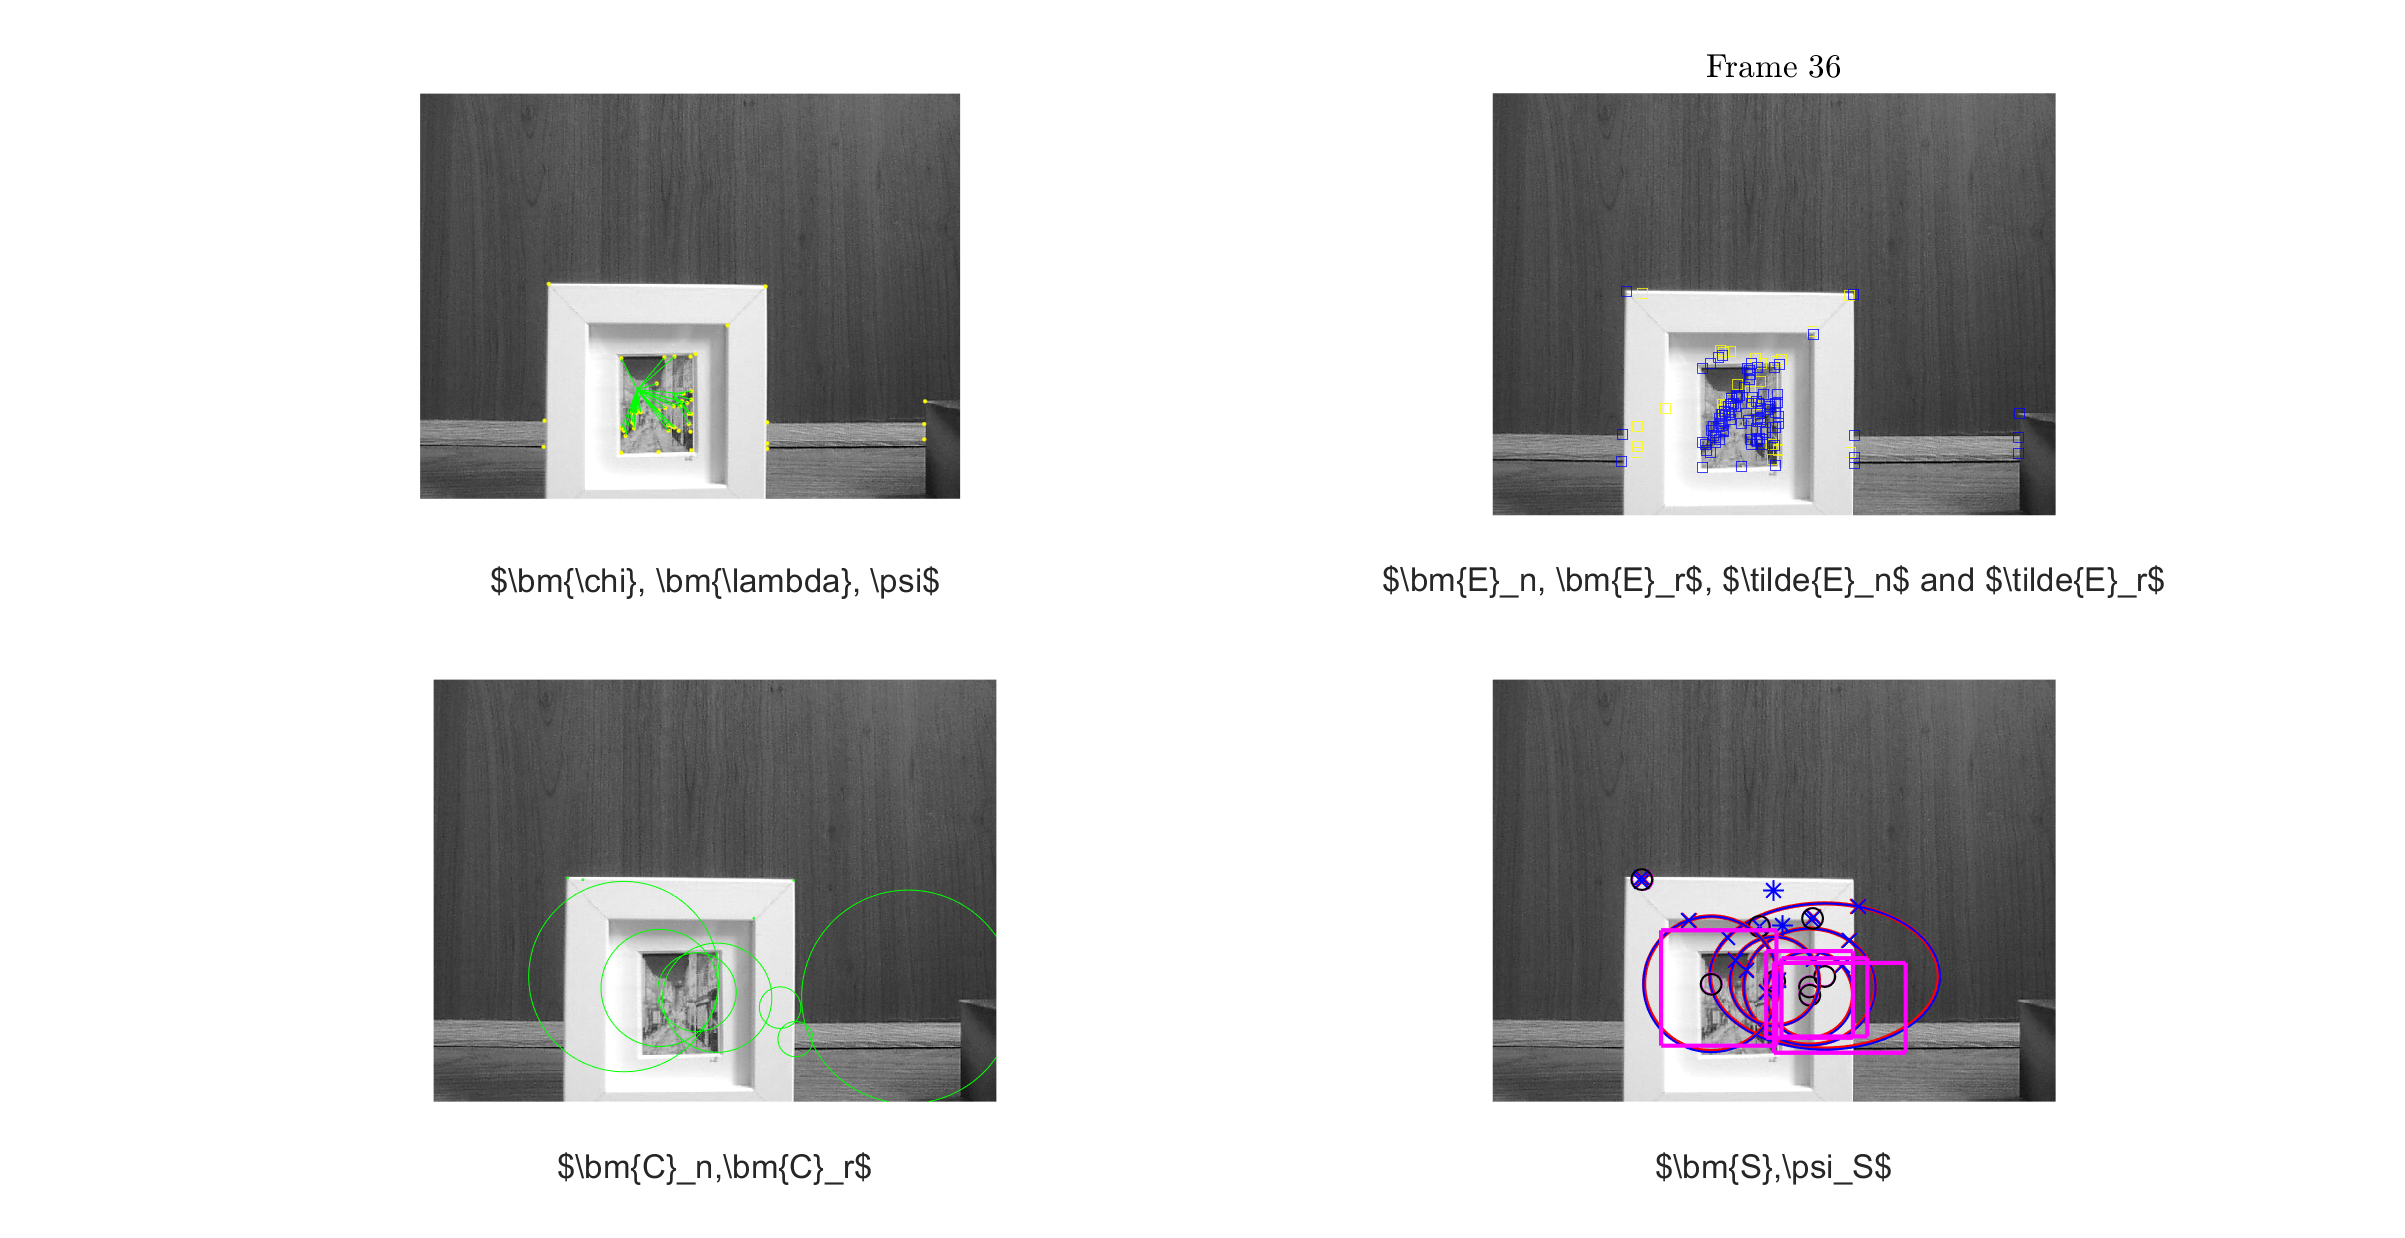 Frame 36
$\bm{\chi}, \bm{\lambda}, \psi$
$\bm{E}_n, \bm{E}_r$, $\tilde{E}_n$ and $\tilde{E}_r$
$\bm{C}_n,\bm{C}_r$
$\bm{S},\psi_S$